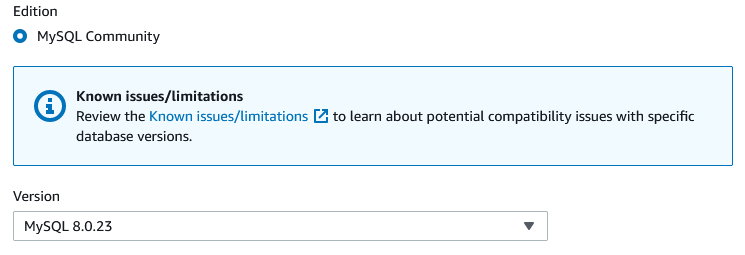 Edition
MySQL Community
Known issues/limitations
Review the Known issues/limitations to learn about potential compatibility issues with specific
database versions.
Version
MySQL 8.0.23